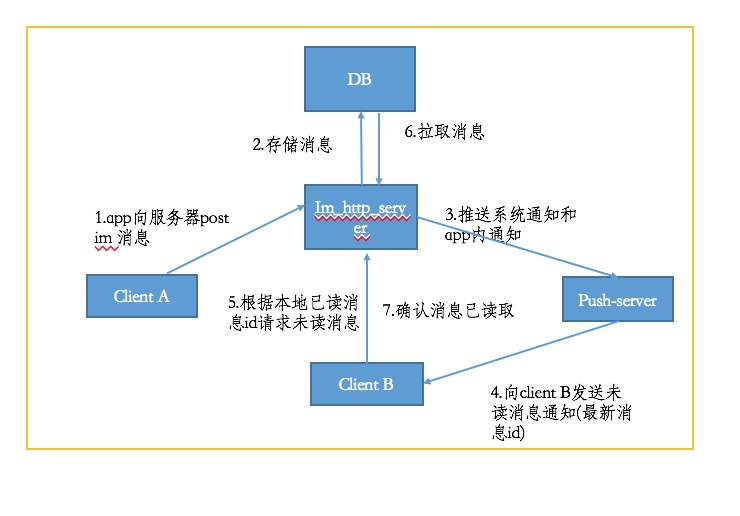 DB
2.存储消息
6.拉取消息
Im_http_serv
er
1.app向服务器post
im 消息
3.推送系统通知和
app内通知
Client A
Push-server
5.根据本地已读消
息id请求未读消息
7.确认消息已读取
Client B
4.向client B发送未
读消息通知(最新消
息id)